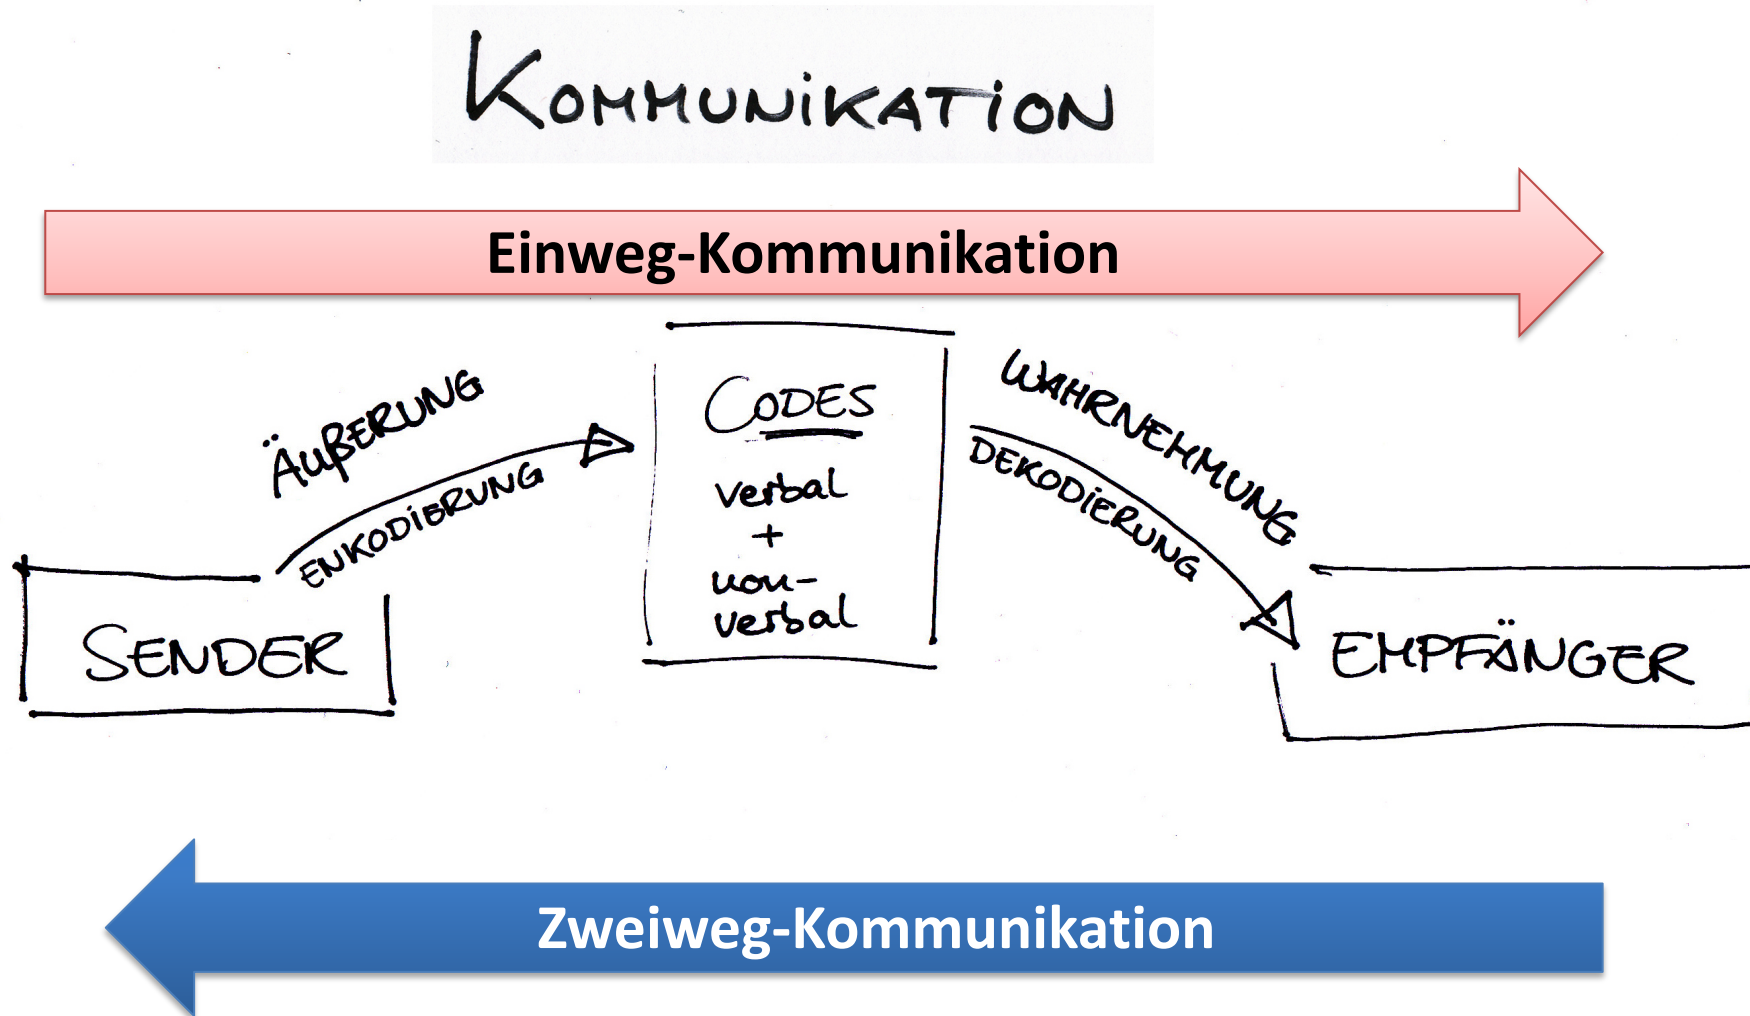 KOMMUNiKATiON
Einweg-Kommunikation
ÄUßERUNG
ENKODiERUNG
CODES
verbal
+
non-
verbal
WAHRNEHMUNG
DEKODiERUNG
SENDER
EMPFÄNGER
Zweiweg-Kommunikation